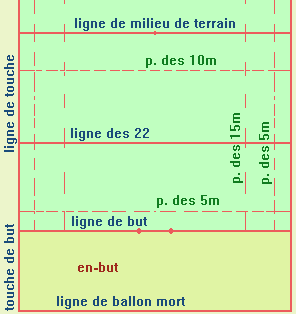 ligne de milieu de terrain
p. des 10m
ligne de touche
ligne des 22
p. des 15m
p. des 5m
p. des 5m
ligne de but
touche de but
en-but
ligne de ballon mort